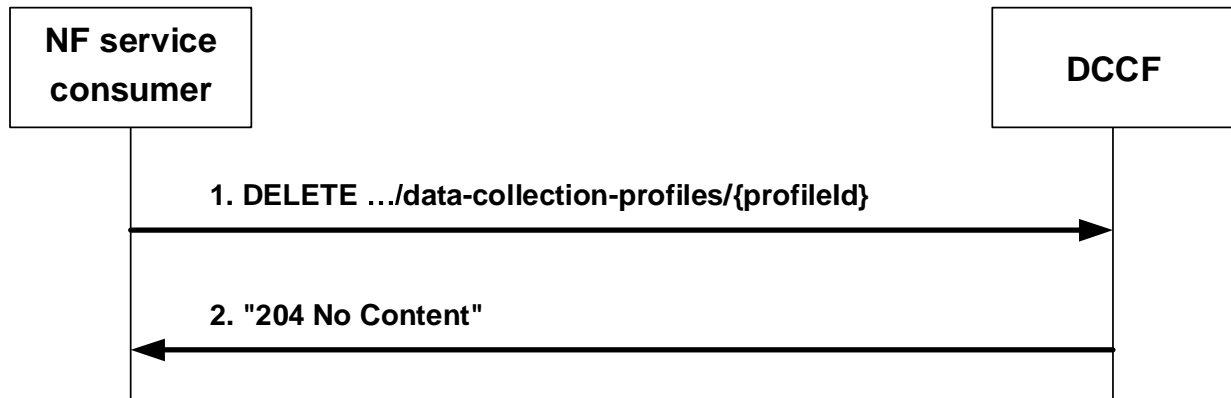 NF service
consumer
DCCF
1. DELETE …/data-collection-profiles/{profileId}
2. "204 No Content"